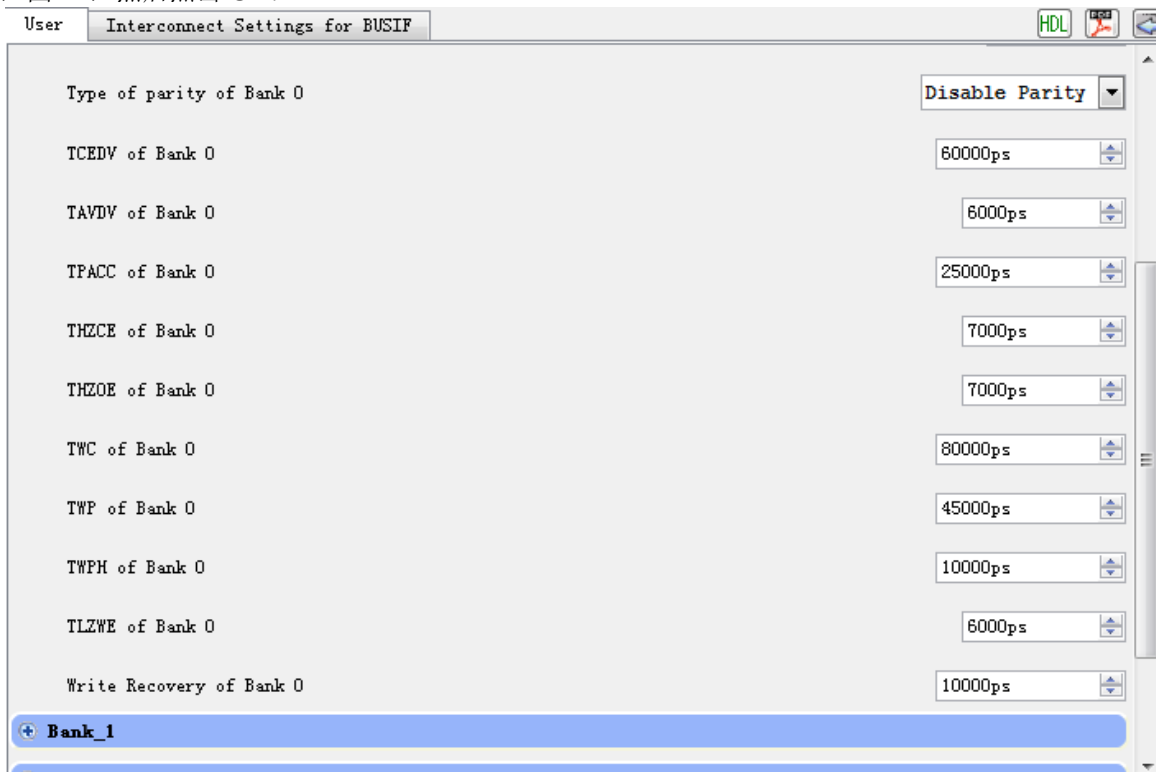 User
Interconnect Settings for BUSIF
HDL
PDF
Type of parity of Bank 0
Disable Parity
TCEDV of Bank 0
60000ps
TAVDV of Bank 0
6000ps
TPACC of Bank 0
25000ps
THZCE of Bank 0
7000ps
THZOE of Bank 0
7000ps
TWC of Bank 0
80000ps
TWP of Bank 0
45000ps
TWPH of Bank 0
10000ps
TLZWE of Bank 0
6000ps
Write Recovery of Bank 0
10000ps
Bank_1